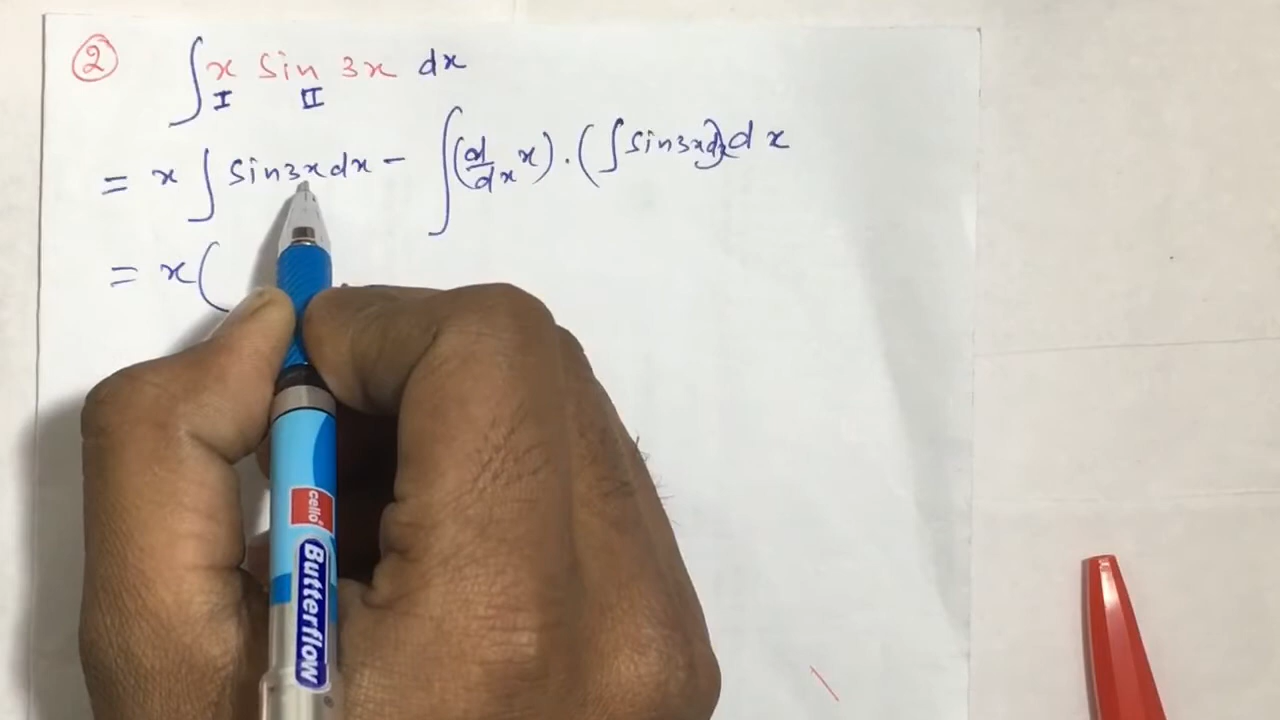 ② ∫ x sin 3x dx
I II
= x ∫ sin3x dx - ∫ (d/dx x) . (∫ sin3x dx) dx
= x (
cello
Butterflow